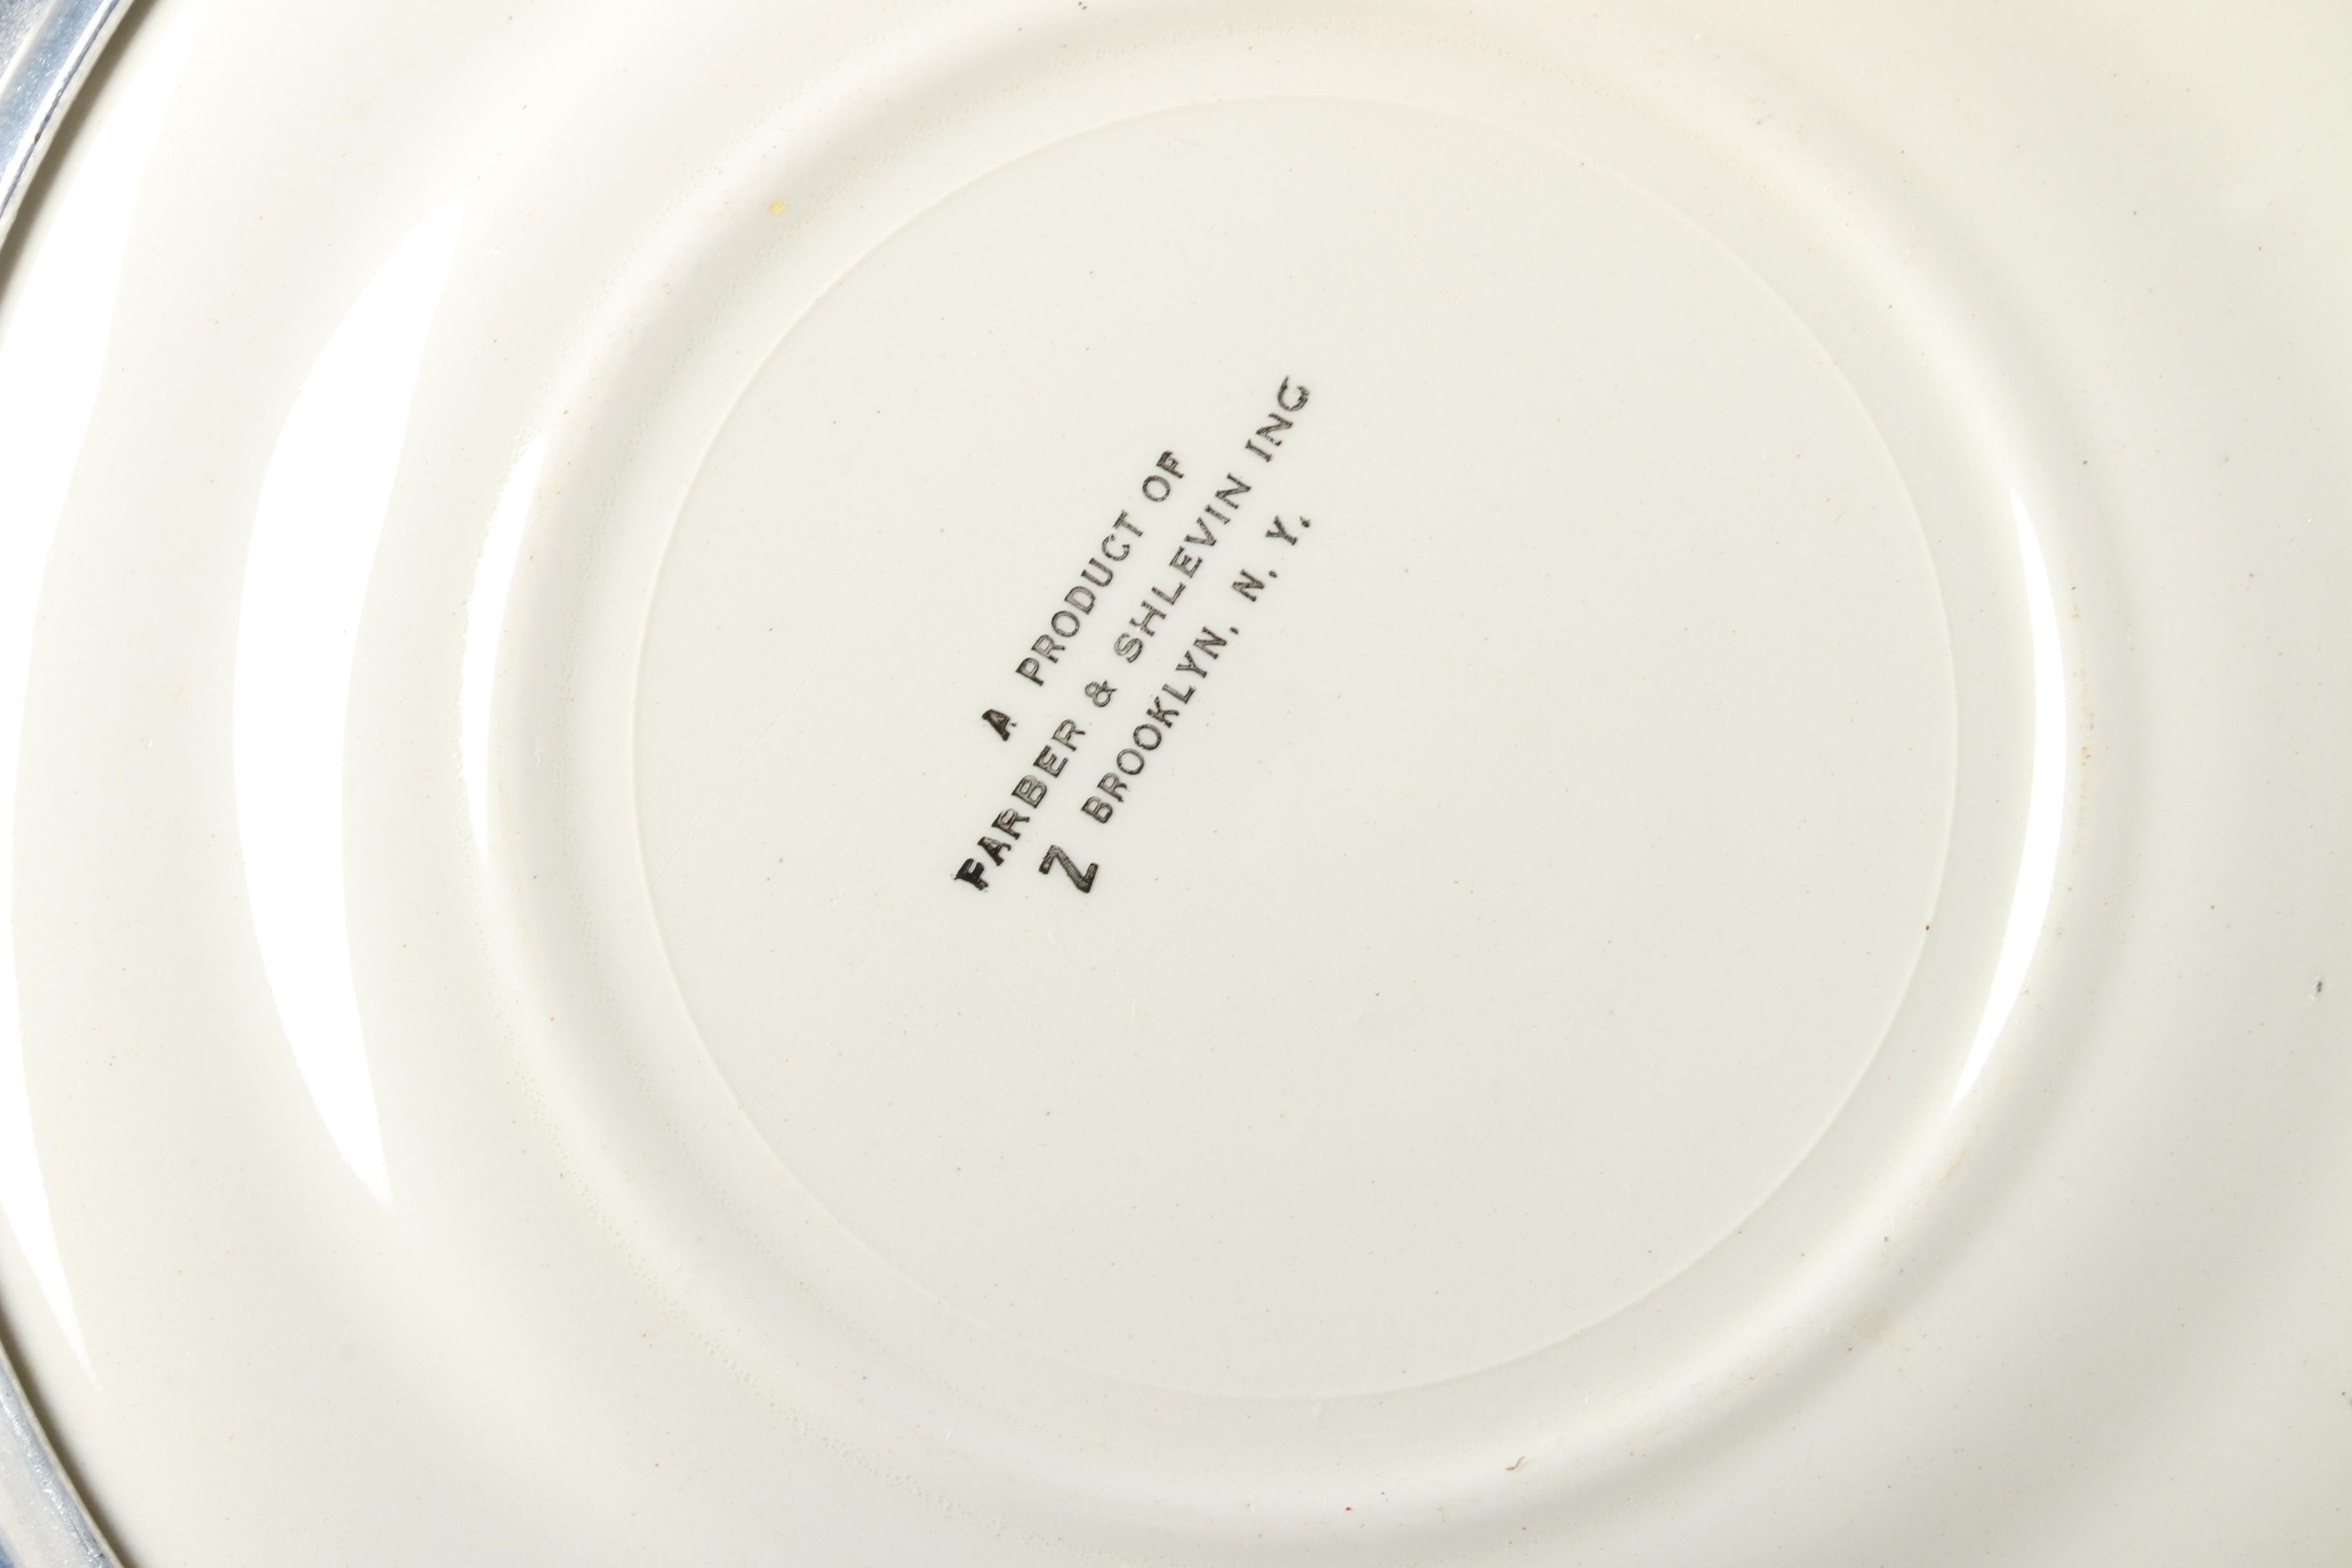 A PRODUCT OF
FARBER & SHLEVIN INC
Z BROOKLYN, N. Y.